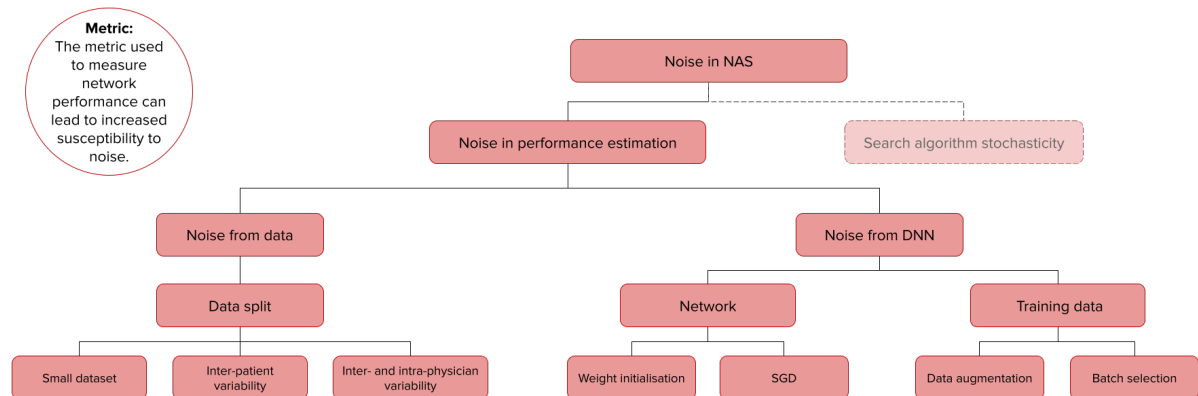 Metric:
The metric used
to measure
network
performance can
lead to increased
susceptibility to
noise.
Noise in NAS
Noise in performance estimation
Search algorithm stochasticity
Noise from data
Noise from DNN
Data split
Network
Training data
Small dataset
Inter-patient
variability
Inter- and intra-physician
variability
Weight initialisation
SGD
Data augmentation
Batch selection